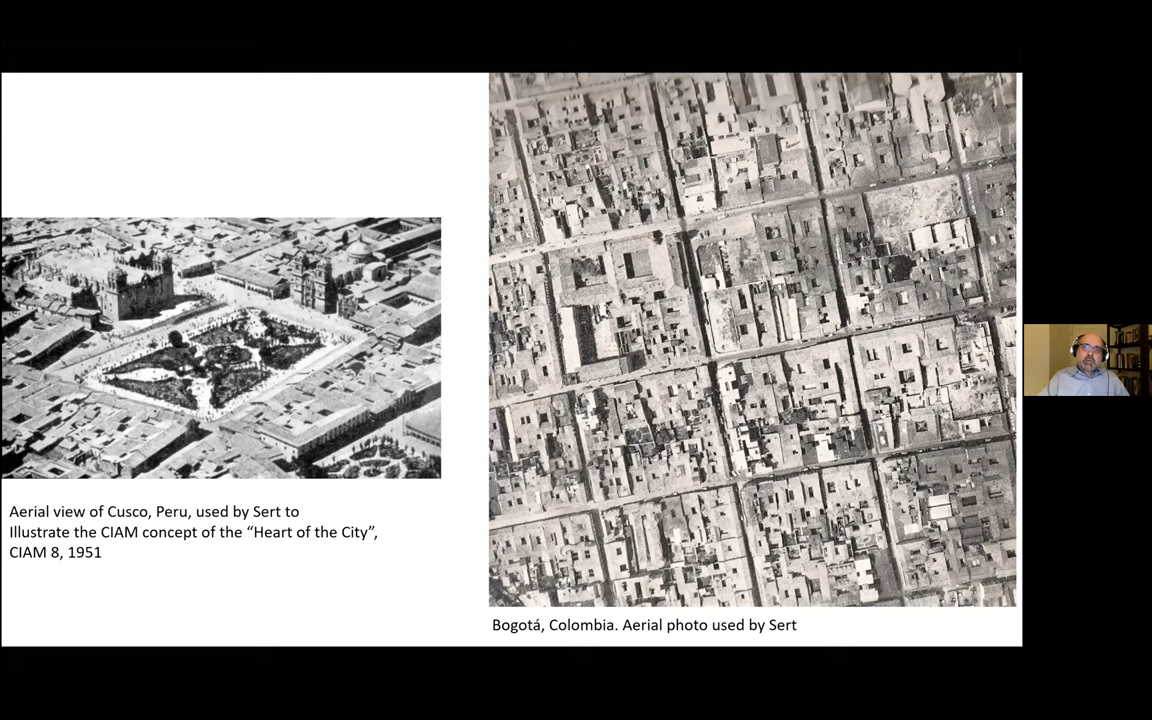 Aerial view of Cusco, Peru, used by Sert to
Illustrate the CIAM concept of the “Heart of the City”,
CIAM 8, 1951
Bogotá, Colombia. Aerial photo used by Sert